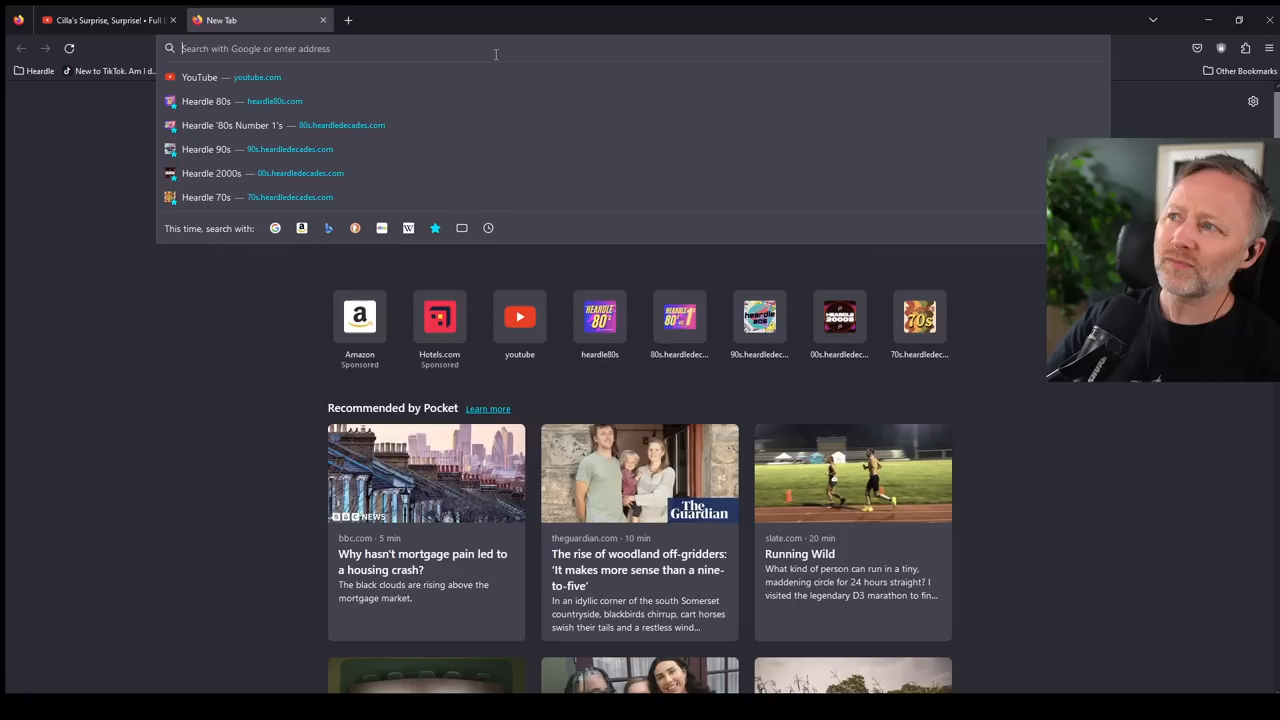 Cilla's Surprise, Surprise! • Full E
New Tab
Search with Google or enter address
Heardle
New to TikTok. Am I d...
Other Bookmarks
YouTube — youtube.com
Heardle 80s — heardle80s.com
Heardle '80s Number 1's — 80s.heardledecades.com
Heardle 90s — 90s.heardledecades.com
Heardle 2000s — 00s.heardledecades.com
Heardle 70s — 70s.heardledecades.com
This time, search with:
Amazon
Sponsored
Hotels.com
Sponsored
youtube
heardle80s
80s.heardledec...
90s.heardledec...
00s.heardledec...
70s.heardledec...
Recommended by Pocket Learn more
BBC NEWS
bbc.com · 5 min
Why hasn't mortgage pain led to
a housing crash?
The black clouds are rising above the
mortgage market.
The
Guardian
theguardian.com · 10 min
The rise of woodland off-gridders:
‘It makes more sense than a nine-
to-five’
In an idyllic corner of the south Somerset
countryside, blackbirds chirrup, cart horses
swish their tails and a restless wind...
slate.com · 20 min
Running Wild
What kind of person can run in a tiny,
maddening circle for 24 hours straight? I
visited the legendary D3 marathon to fin...